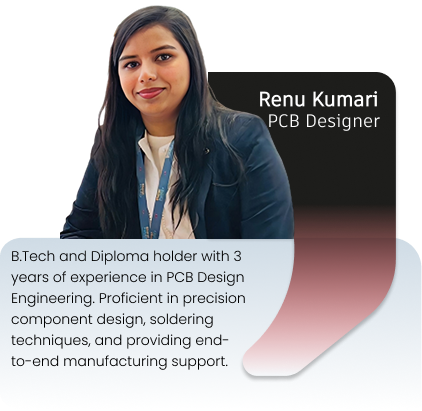 Renu Kumari
PCB Designer
B.Tech and Diploma holder with 3
years of experience in PCB Design
Engineering. Proficient in precision
component design, soldering
techniques, and providing end-
to-end manufacturing support.